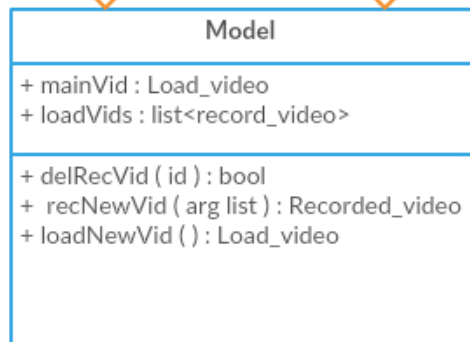 Model
+ mainVid : Load_video
+ loadVids : list<record_video>
+ delRecVid ( id ) : bool
+ recNewVid ( arg list ) : Recorded_video
+ loadNewVid ( ) : Load_video